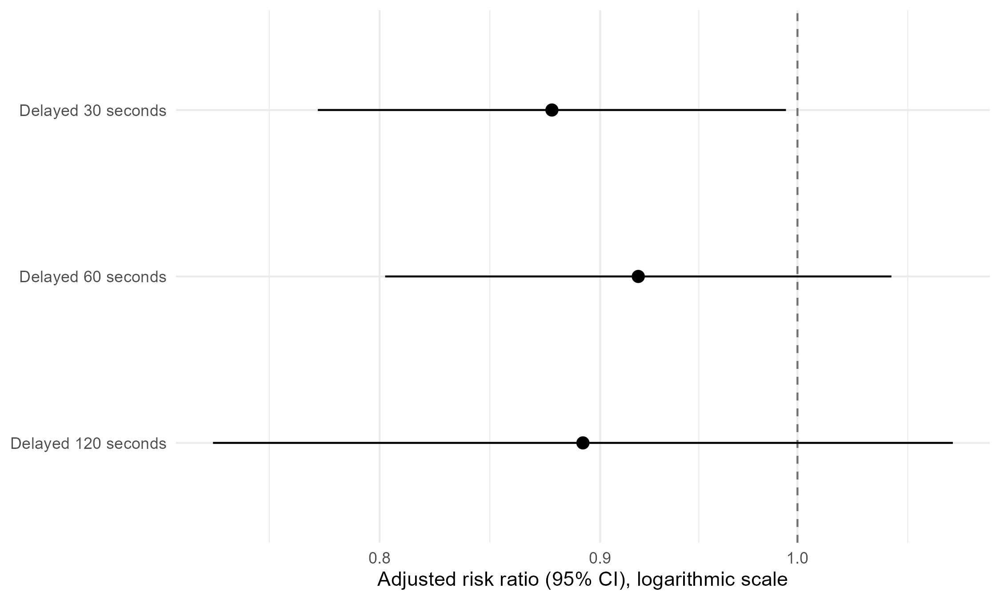 Delayed 30 seconds
Delayed 60 seconds
Delayed 120 seconds
0.8 0.9 1.0
Adjusted risk ratio (95% CI), logarithmic scale